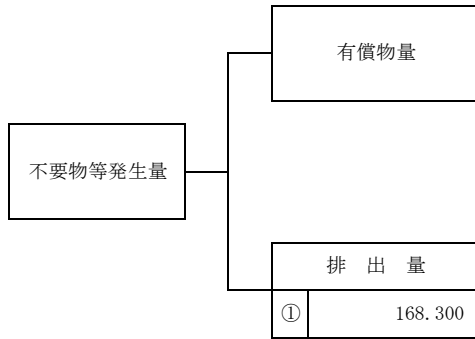 有償物量
不要物等発生量
排 出 量
① 168.300